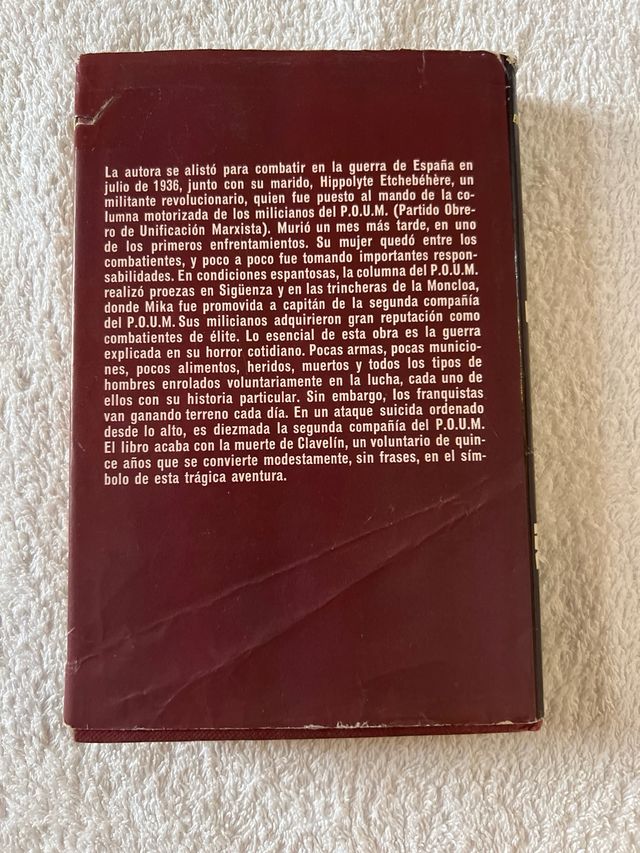 La autora se alistó para combatir en la guerra de España en
julio de 1936, junto con su marido, Hippolyte Etchebéhère, un
militante revolucionario, quien fue puesto al mando de la co-
lumna motorizada de los milicianos del P.O.U.M. (Partido Obre-
ro de Unificación Marxista). Murió un mes más tarde, en uno
de los primeros enfrentamientos. Su mujer quedó entre los
combatientes, y poco a poco fue tomando importantes respon-
sabilidades. En condiciones espantosas, la columna del P.O.U.M.
realizó proezas en Sigüenza y en las trincheras de la Moncloa,
donde Mika fue promovida a capitán de la segunda compañía
del P.O.U.M. Sus milicianos adquirieron gran reputación como
combatientes de élite. Lo esencial de esta obra es la guerra
explicada en su horror cotidiano. Pocas armas, pocas municio-
nes, pocos alimentos, heridos, muertos y todos los tipos de
hombres enrolados voluntariamente en la lucha, cada uno de
ellos con su historia particular. Sin embargo, los franquistas
van ganando terreno cada día. En un ataque suicida ordenado
desde lo alto, es diezmada la segunda compañía del P.O.U.M.
El libro acaba con la muerte de Clavelín, un voluntario de quin-
ce años que se convierte modestamente, sin frases, en el sím-
bolo de esta trágica aventura.